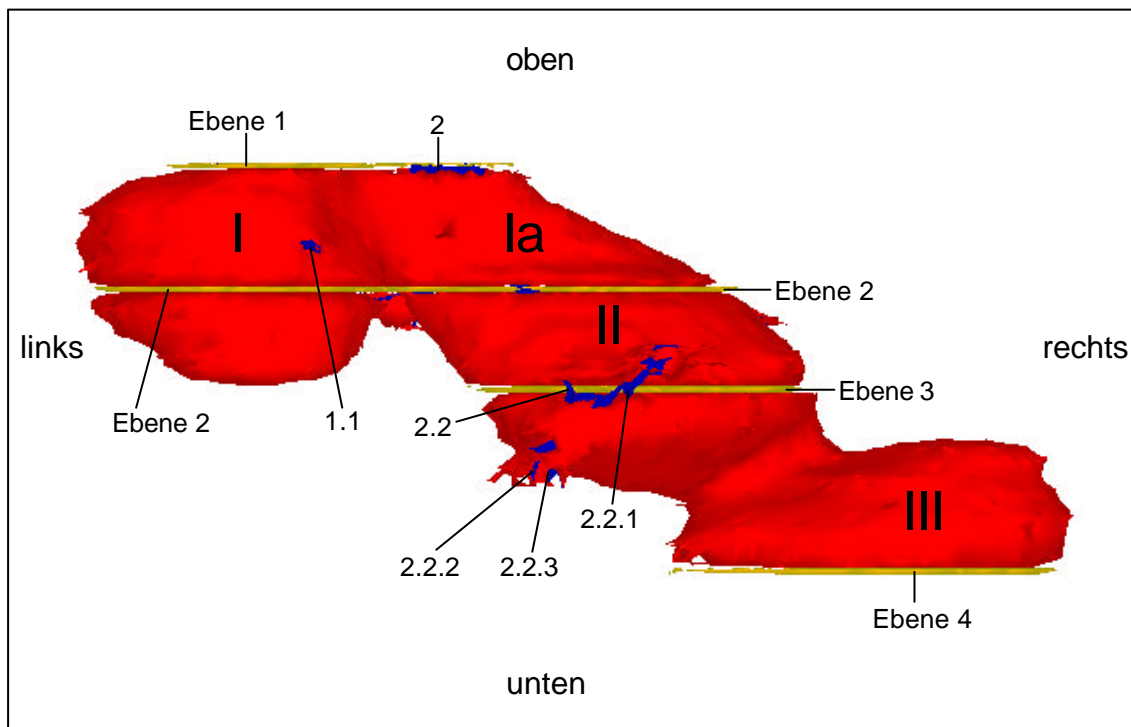 oben
Ebene 1
2
I
Ia
Ebene 2
II
links
rechts
Ebene 3
Ebene 2
1.1
2.2
III
2.2.1
2.2.2
2.2.3
Ebene 4
unten